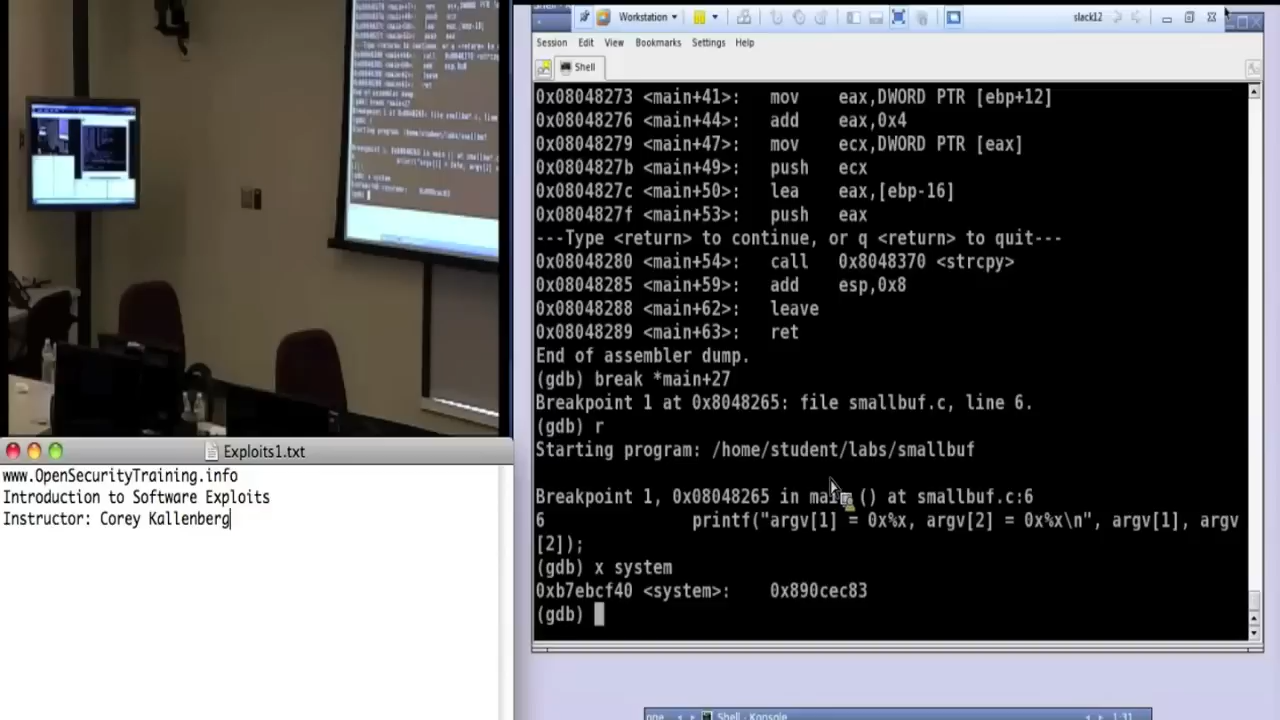 Workstation
slack12
Session Edit View Bookmarks Settings Help
Shell
0x08048273 <main+41>: mov eax,DWORD PTR [ebp+12]
0x08048276 <main+44>: add eax,0x4
0x08048279 <main+47>: mov ecx,DWORD PTR [eax]
0x0804827b <main+49>: push ecx
0x0804827c <main+50>: lea eax,[ebp-16]
0x0804827f <main+53>: push eax
---Type <return> to continue, or q <return> to quit---
0x08048280 <main+54>: call 0x8048370 <strcpy>
0x08048285 <main+59>: add esp,0x8
0x08048288 <main+62>: leave
0x08048289 <main+63>: ret
End of assembler dump.
(gdb) break *main+27
Breakpoint 1 at 0x8048265: file smallbuf.c, line 6.
(gdb) r
Starting program: /home/student/labs/smallbuf
Breakpoint 1, 0x08048265 in main () at smallbuf.c:6
6 printf("argv[1] = 0x%x, argv[2] = 0x%x\n", argv[1], argv
[2]);
(gdb) x system
0xb7ebcf40 <system>: 0x890cec83
(gdb)
Exploits1.txt
www.OpenSecurityTraining.info
Introduction to Software Exploits
Instructor: Corey Kallenberg
Shell - Konsole